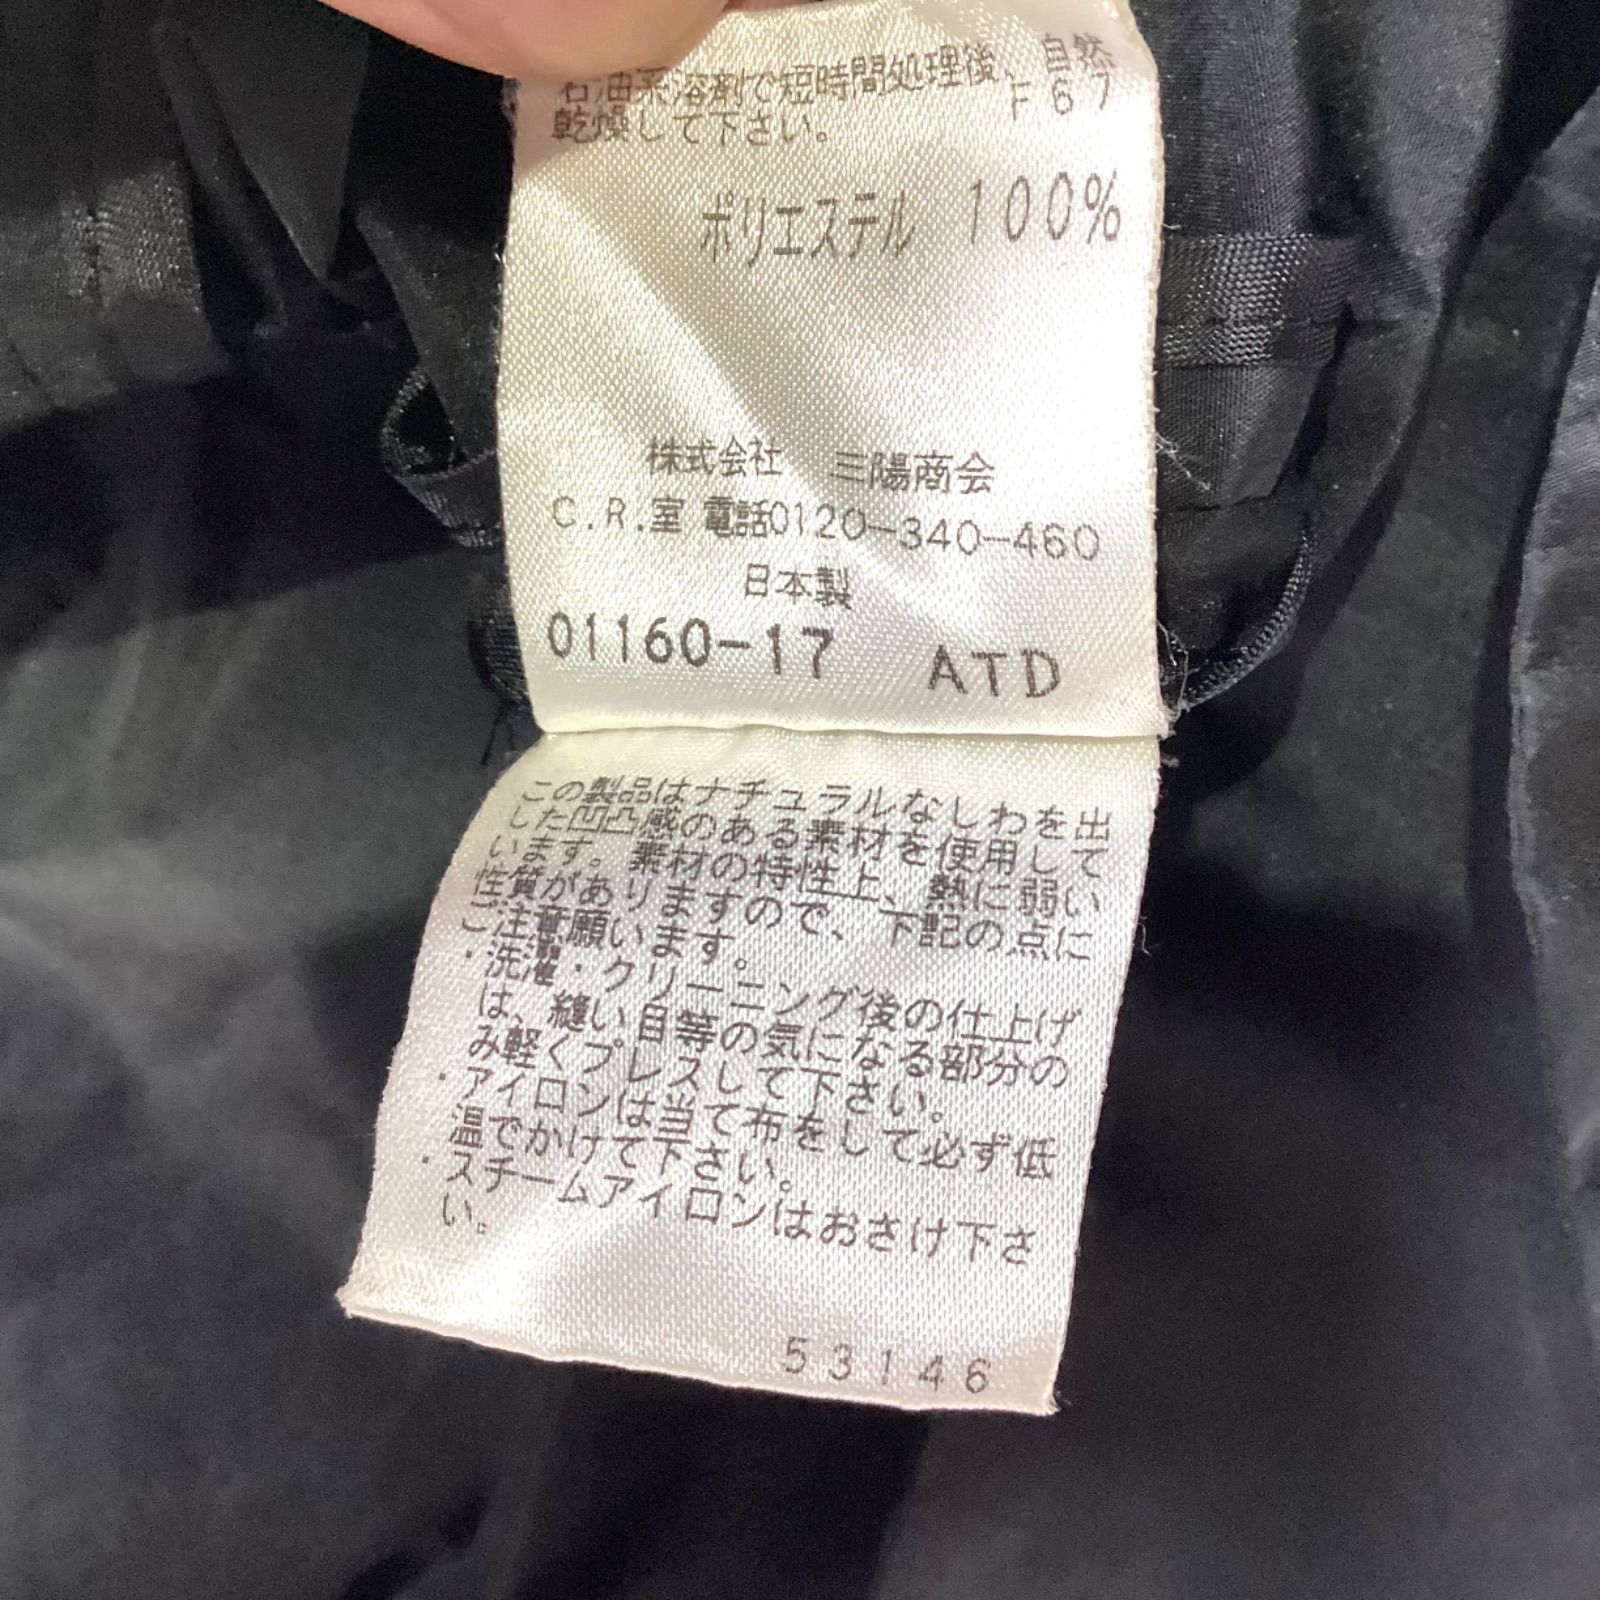 石油系溶剤で短時間処理後、自然
乾燥して下さい。
F67
ポリエステル 100%
株式会社 三陽商会
C.R.室 電話0120-340-460
日本製
01160-17 ATD
この製品はナチュラルなしわを出
した凹凸感のある素材を使用して
います。素材の特性上、熱に弱い
性質がありますので、下記の点に
ご注意願います。
・洗濯・クリーニング後の仕上げ
は、縫い目等の気になる部分の
み軽くプレスして下さい。
・アイロンは当て布をして必ず低
温でかけて下さい。
・スチームアイロンはおさけ下さ
い。
53146